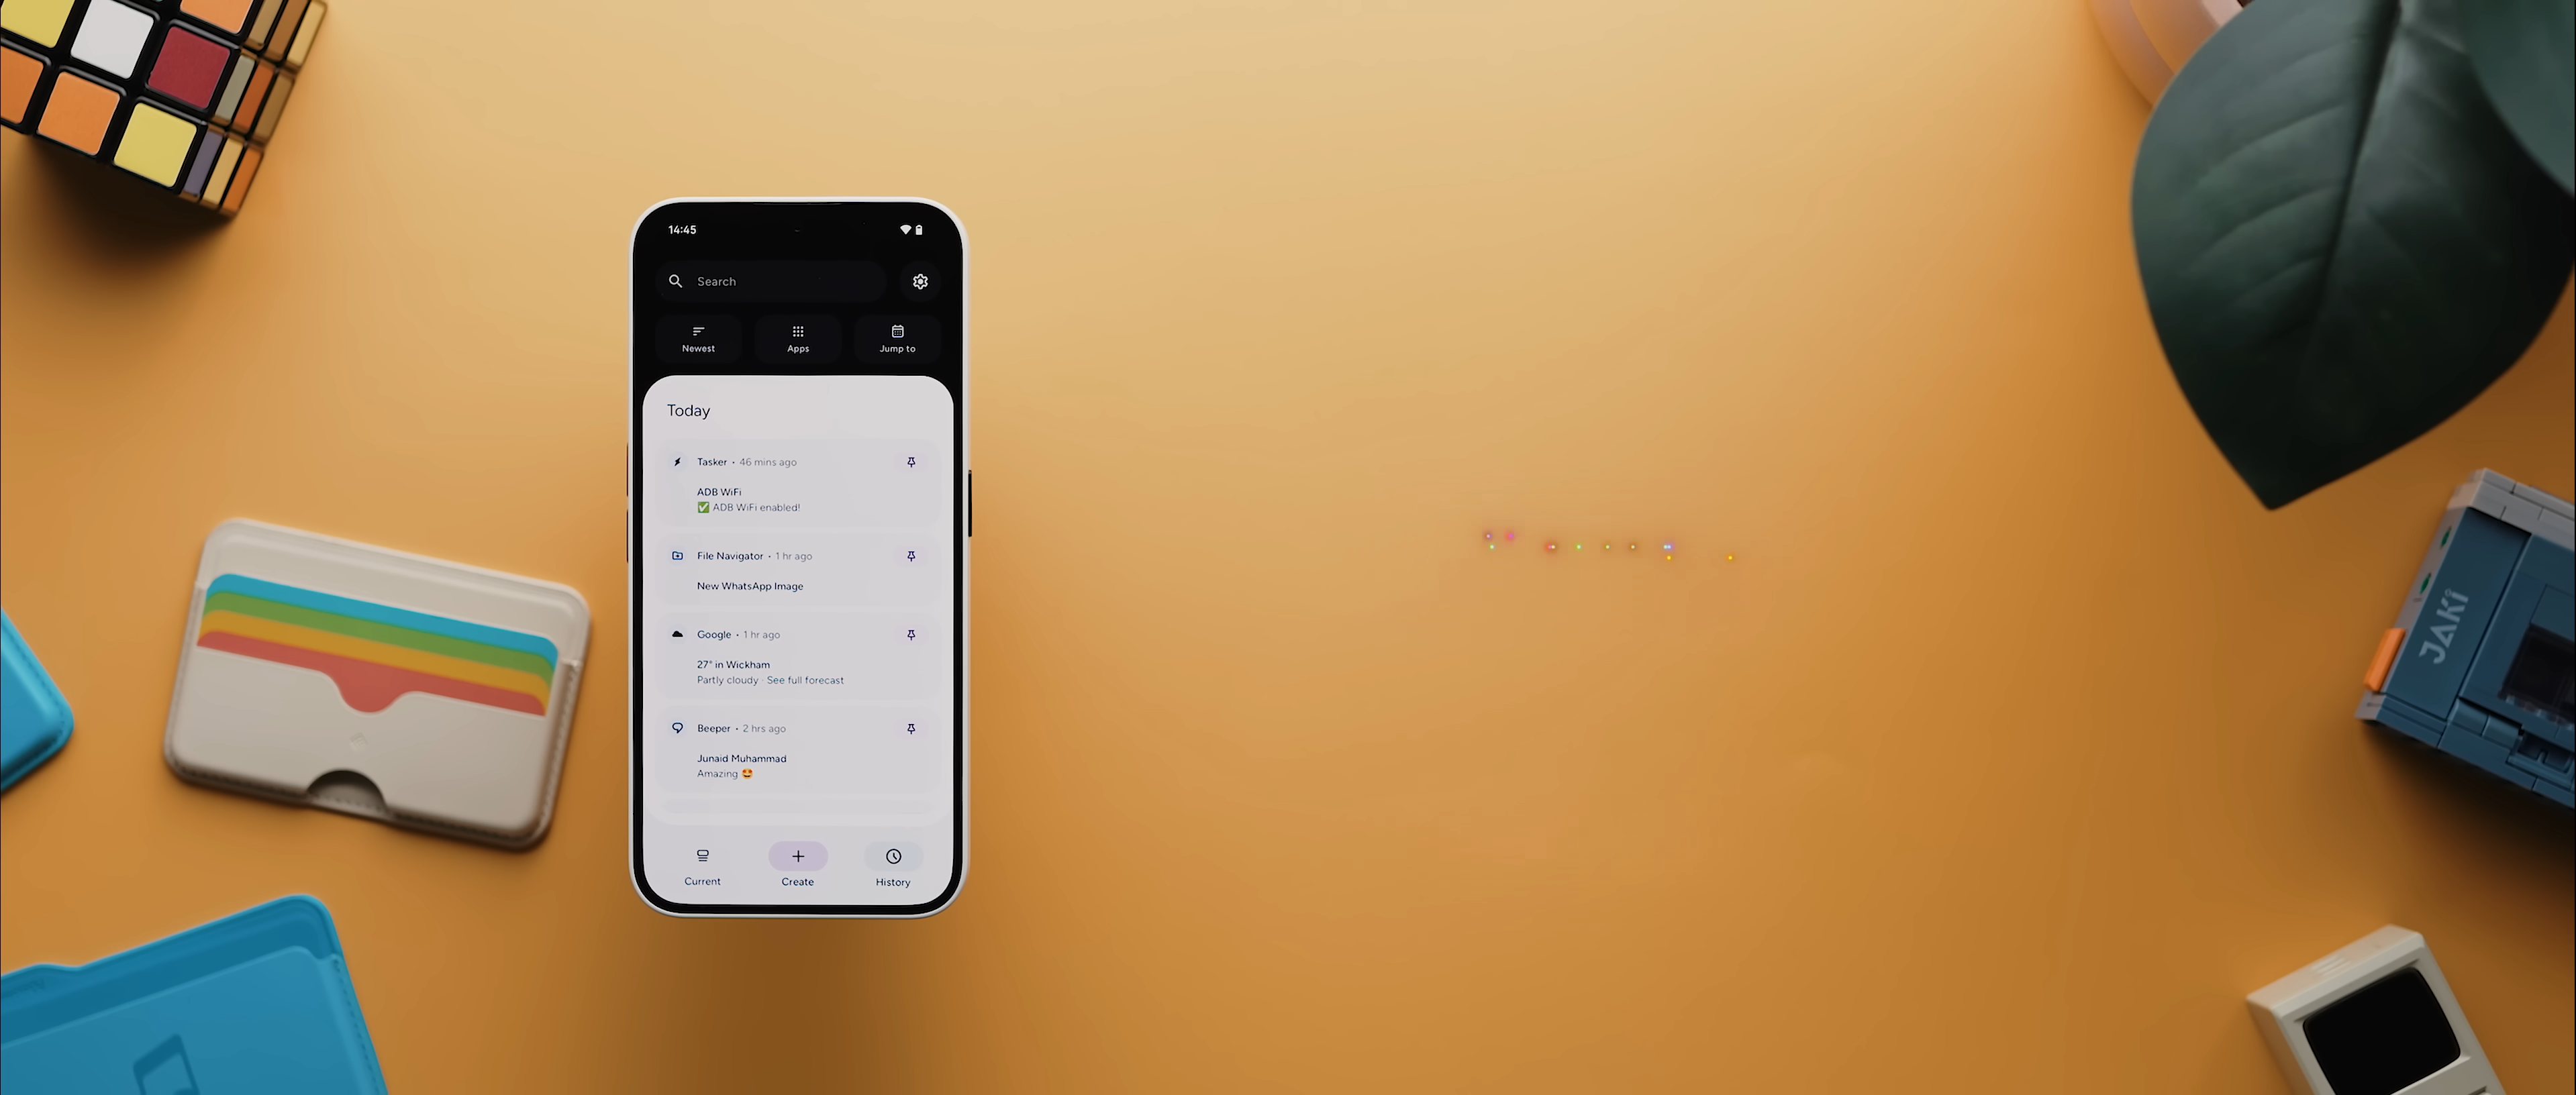 14:45
Search
Newest
Apps
Jump to
Today
Tasker • 46 mins ago
ADB WiFi
✅ ADB WiFi enabled!
File Navigator • 1 hr ago
New WhatsApp Image
Google • 1 hr ago
27° in Wickham
Partly cloudy · See full forecast
Beeper • 2 hrs ago
Junaid Muhammad
Amazing 🤩
Current
Create
History
JAKi